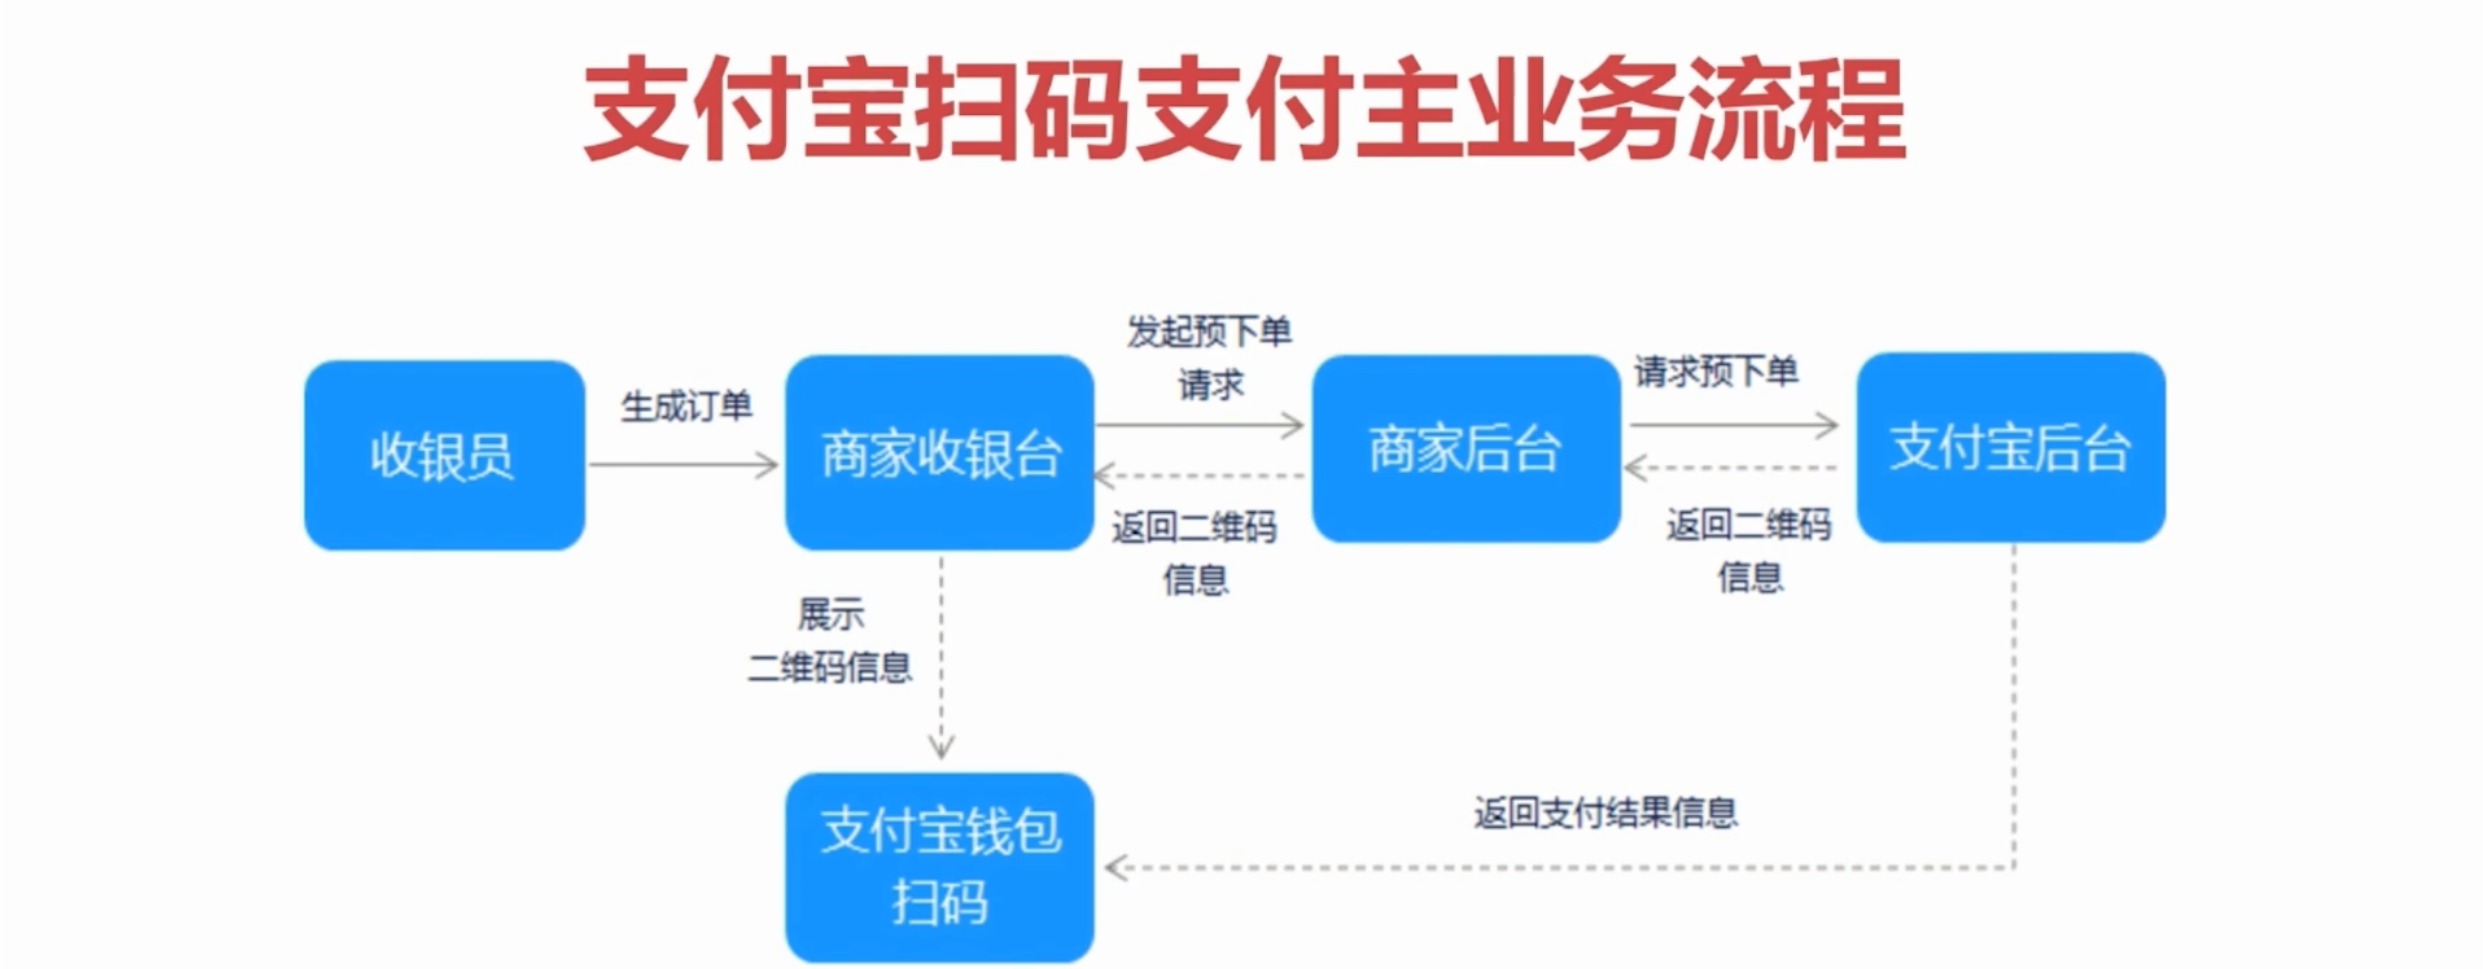 支付宝扫码支付主业务流程
发起预下单
请求
请求预下单
生成订单
收银员
商家收银台
商家后台
支付宝后台
返回二维码
信息
返回二维码
信息
展示
二维码信息
支付宝钱包
扫码
返回支付结果信息